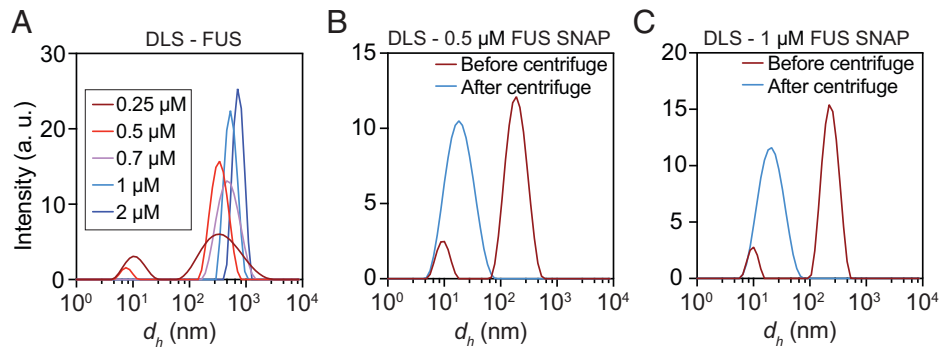 A
DLS - FUS
Intensity (a. u.)
30
20
10
0
0.25 µM
0.5 µM
0.7 µM
1 µM
2 µM
10⁰ 10¹ 10² 10³ 10⁴
dₕ (nm)
B
DLS - 0.5 µM FUS SNAP
15
10
5
0
Before centrifuge
After centrifuge
10⁰ 10¹ 10² 10³ 10⁴
dₕ (nm)
C
DLS - 1 µM FUS SNAP
20
15
10
5
0
Before centrifuge
After centrifuge
10⁰ 10¹ 10² 10³ 10⁴
dₕ (nm)